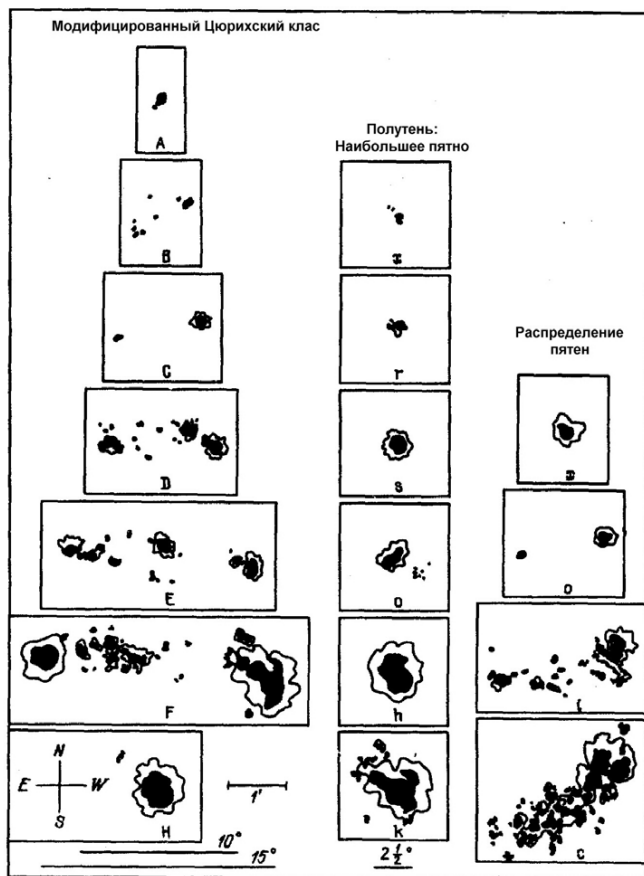 Модифицированный Цюрихский клас
A
B
C
D
E
F
N
E W
S
H
1'
10°
15°
Полутень:
Наибольшее пятно
x
r
s
o
h
k
2 ½°
Распределение
пятен
x
o
i
c